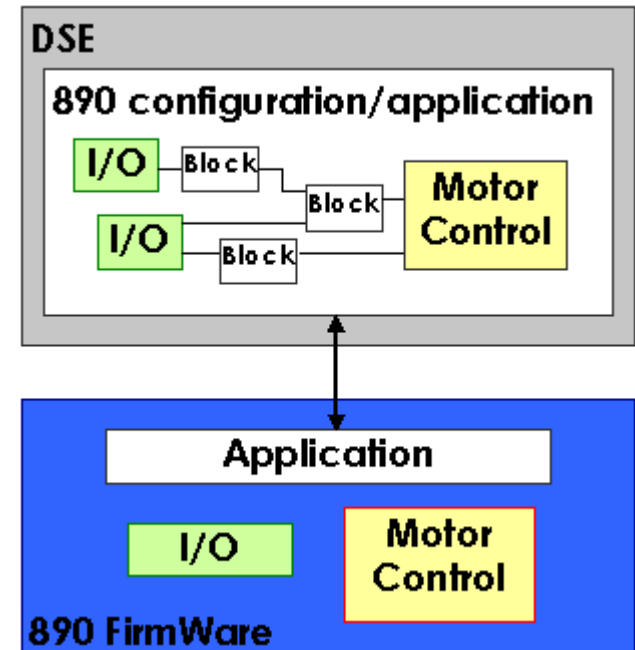 DSE
890 configuration/application
I/O
Block
Block
Motor
Control
I/O
Block
Application
I/O
Motor
Control
890 FirmWare